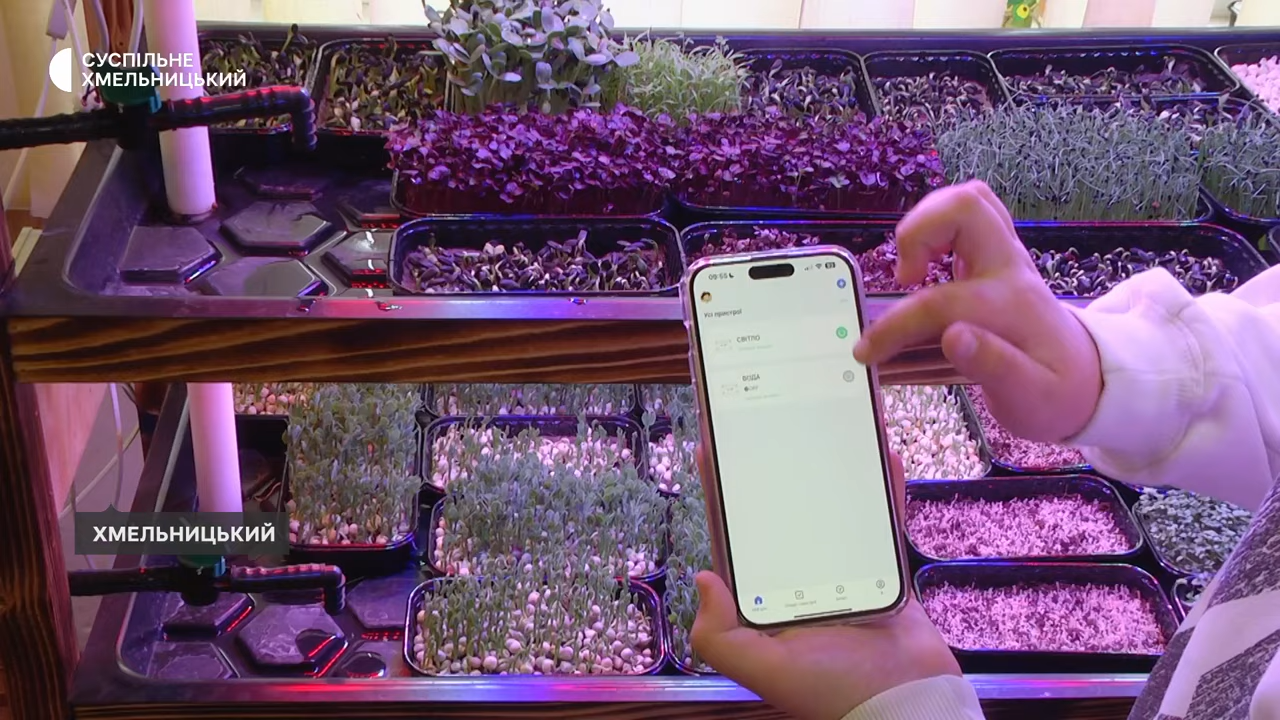 СУСПІЛЬНЕ
ХМЕЛЬНИЦЬКИЙ
09:55
Усі пристрої
СВІТЛО
ВОДА
ХМЕЛЬНИЦЬКИЙ